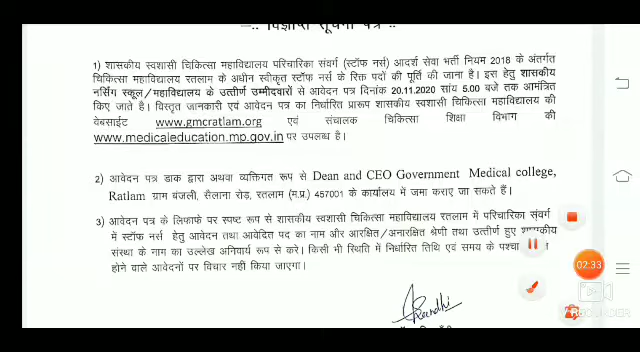 —:: विज्ञप्ति सूचना पत्र ::—
1) शासकीय स्वशासी चिकित्सा महाविद्यालय परिचारिका संवर्ग (स्टॉफ नर्स) आदर्श सेवा भर्ती नियम 2018 के अंतर्गत
चिकित्सा महाविद्यालय रतलाम के अधीन स्वीकृत स्टॉफ नर्स के रिक्त पदों की पूर्ति की जाना है। इस हेतु शासकीय
नर्सिंग स्कूल/महाविद्यालय के उत्तीर्ण उम्मीदवारों से आवेदन पत्र दिनांक 20.11.2020 सांय 5.00 बजे तक आमंत्रित
किए जाते है। विस्तृत जानकारी एवं आवेदन पत्र का निर्धारित प्रारूप शासकीय स्वशासी चिकित्सा महाविद्यालय की
वेबसाईट www.gmcratlam.org एवं संचालक चिकित्सा शिक्षा विभाग की
www.medicaleducation.mp.gov.in पर उपलब्ध है।
2) आवेदन पत्र डाक द्वारा अथवा व्यक्तिगत रूप से Dean and CEO Government Medical college,
Ratlam ग्राम बंजली, सैलाना रोड़, रतलाम (म.प्र.) 457001 के कार्यालय में जमा कराए जा सकते हैं।
3) आवेदन पत्र के लिफाफे पर स्पष्ट रूप से शासकीय स्वशासी चिकित्सा महाविद्यालय रतलाम में परिचारिका संवर्ग
में स्टॉफ नर्स हेतु आवेदन तथा आवेदित पद का नाम और आरक्षित/अनारक्षित श्रेणी तथा उत्तीर्ण हुए शासकीय
संस्था के नाम का उल्लेख अनिवार्य रूप से करे। किसी भी स्थिति में निर्धारित तिथि एवं समय के पश्चा
होने वाले आवेदनों पर विचार नहीं किया जाएगा।
02:33